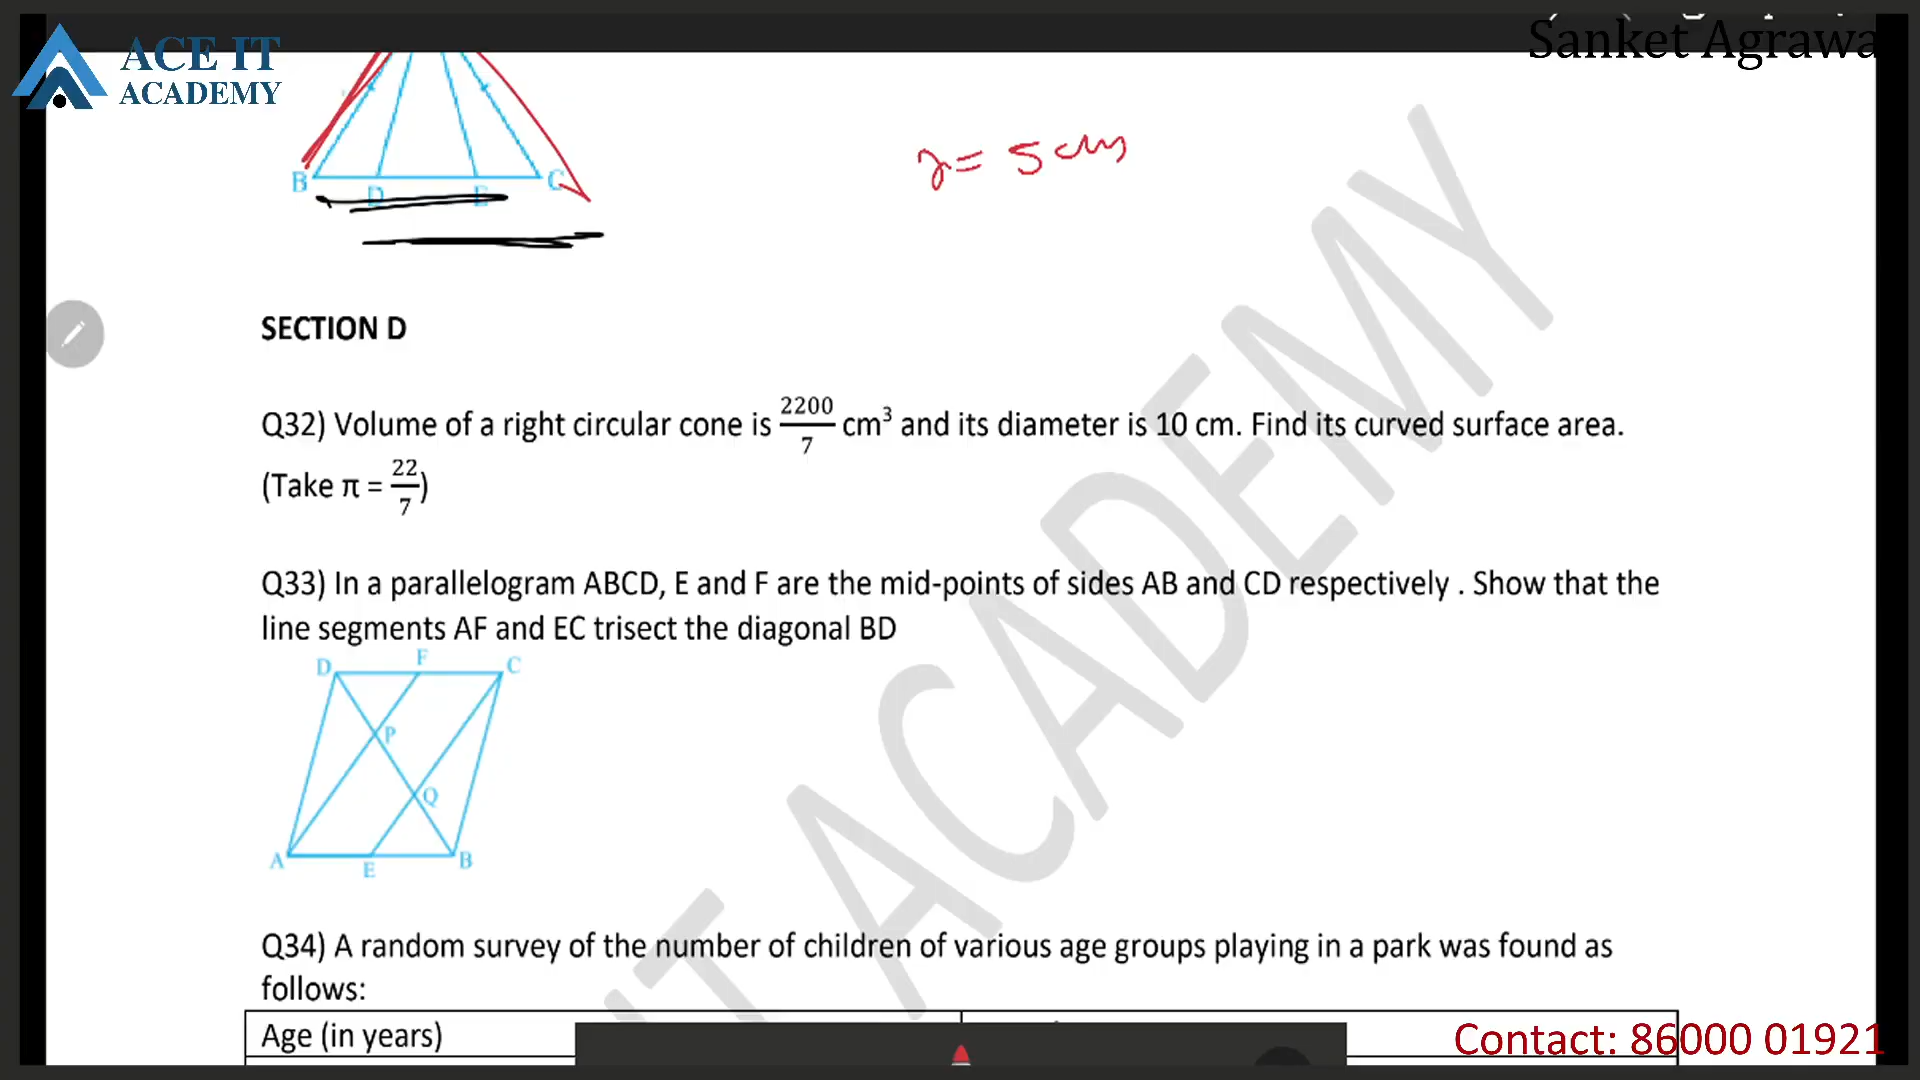 Sanket Agrawa
ACE IT
ACADEMY
B D E C
r = 5 cm
SECTION D
Q32) Volume of a right circular cone is 2200/7 cm³ and its diameter is 10 cm. Find its curved surface area.
(Take π = 22/7)
Q33) In a parallelogram ABCD, E and F are the mid-points of sides AB and CD respectively . Show that the
line segments AF and EC trisect the diagonal BD
D F C
P
Q
A E B
Q34) A random survey of the number of children of various age groups playing in a park was found as
follows:
Age (in years)
Contact: 86000 01921
IT ACADEMY